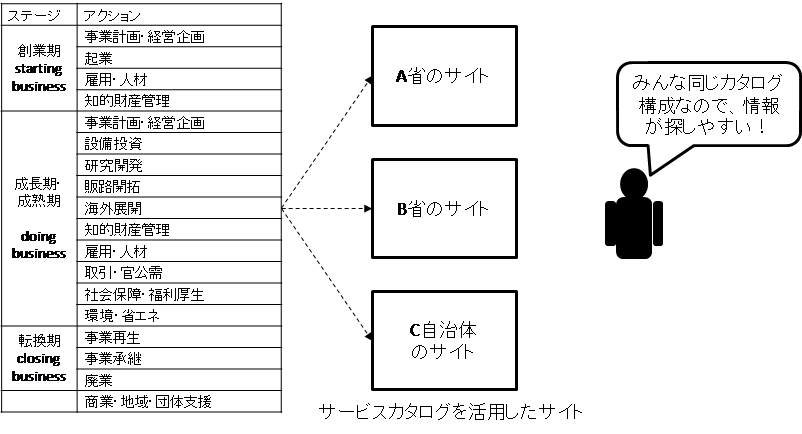 ステージ アクション
創業期
starting
business
事業計画・経営企画
起業
雇用・人材
知的財産管理
成長期・
成熟期
doing
business
事業計画・経営企画
設備投資
研究開発
販路開拓
海外展開
知的財産管理
雇用・人材
取引・官公需
社会保障・福利厚生
環境・省エネ
転換期
closing
business
事業再生
事業承継
廃業
商業・地域・団体支援
A省のサイト
B省のサイト
C自治体
のサイト
サービスカタログを活用したサイト
みんな同じカタログ
構成なので、情報
が探しやすい！